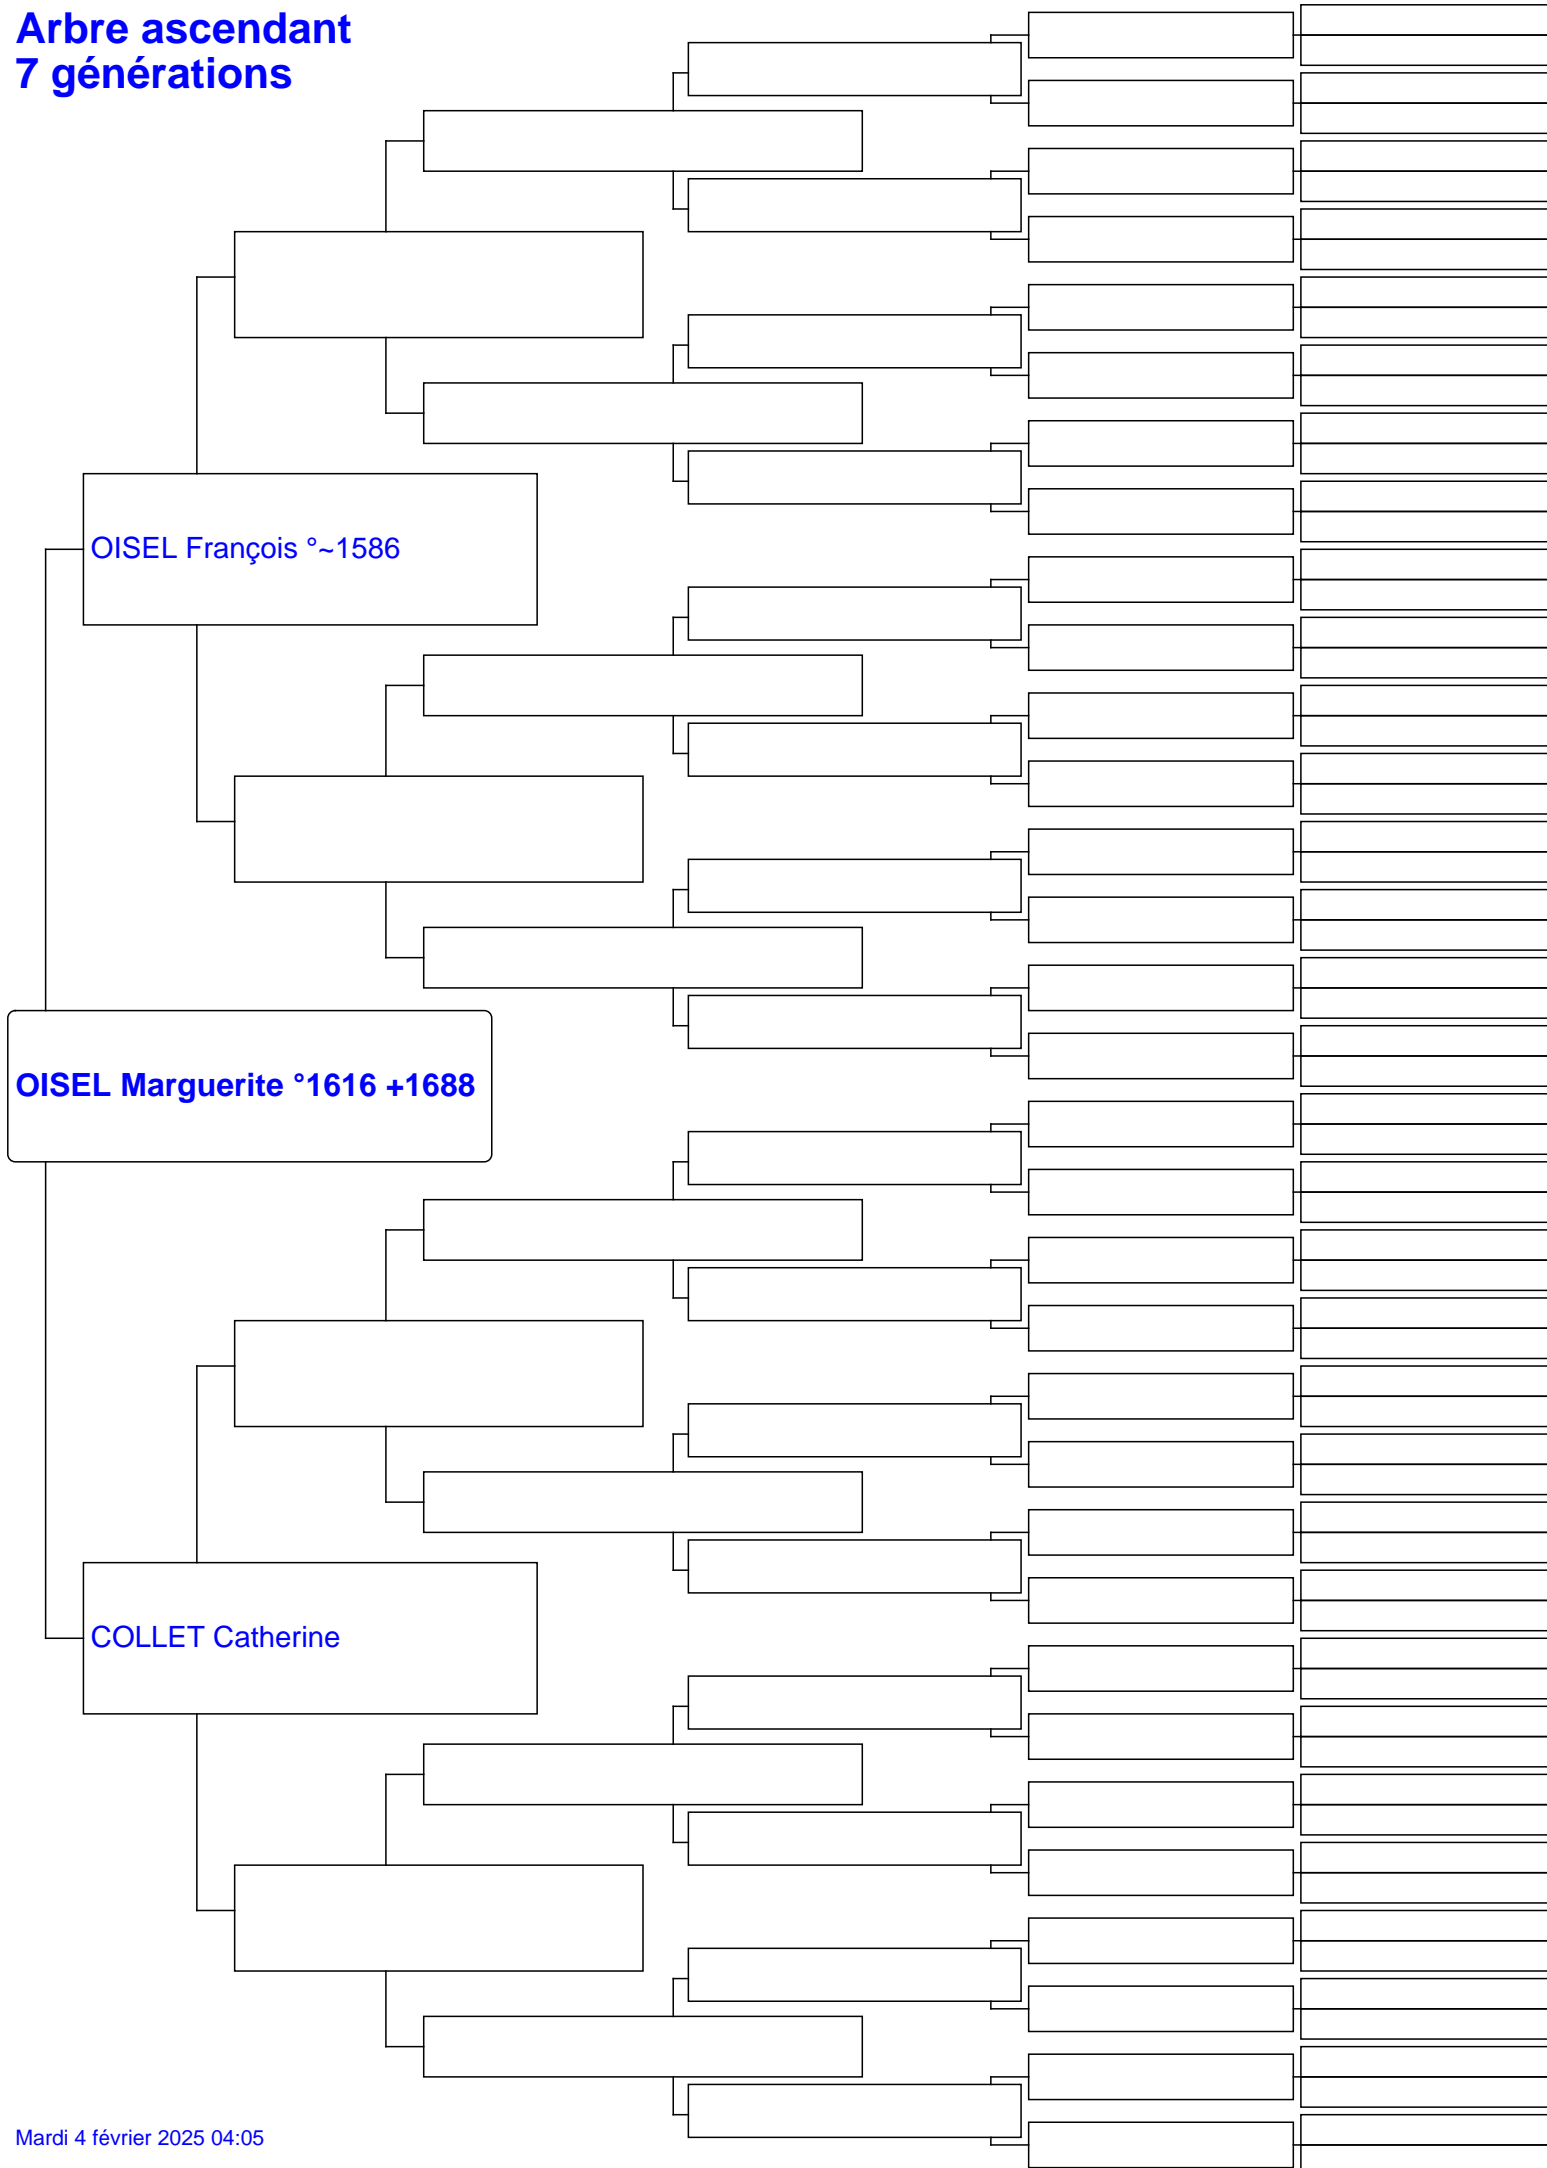 Arbre ascendant
7 générations
OISEL François °~1586
OISEL Marguerite °1616 +1688
COLLET Catherine
Mardi 4 février 2025 04:05